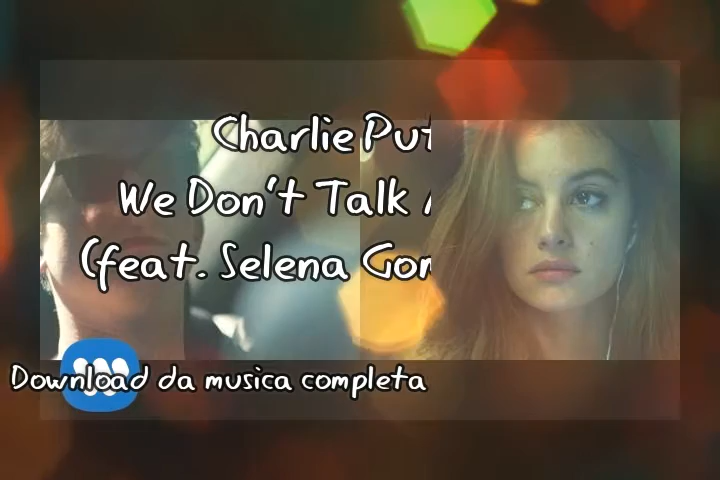 Charlie Put
We Don't Talk
(feat. Selena Gom
Download da musica completa